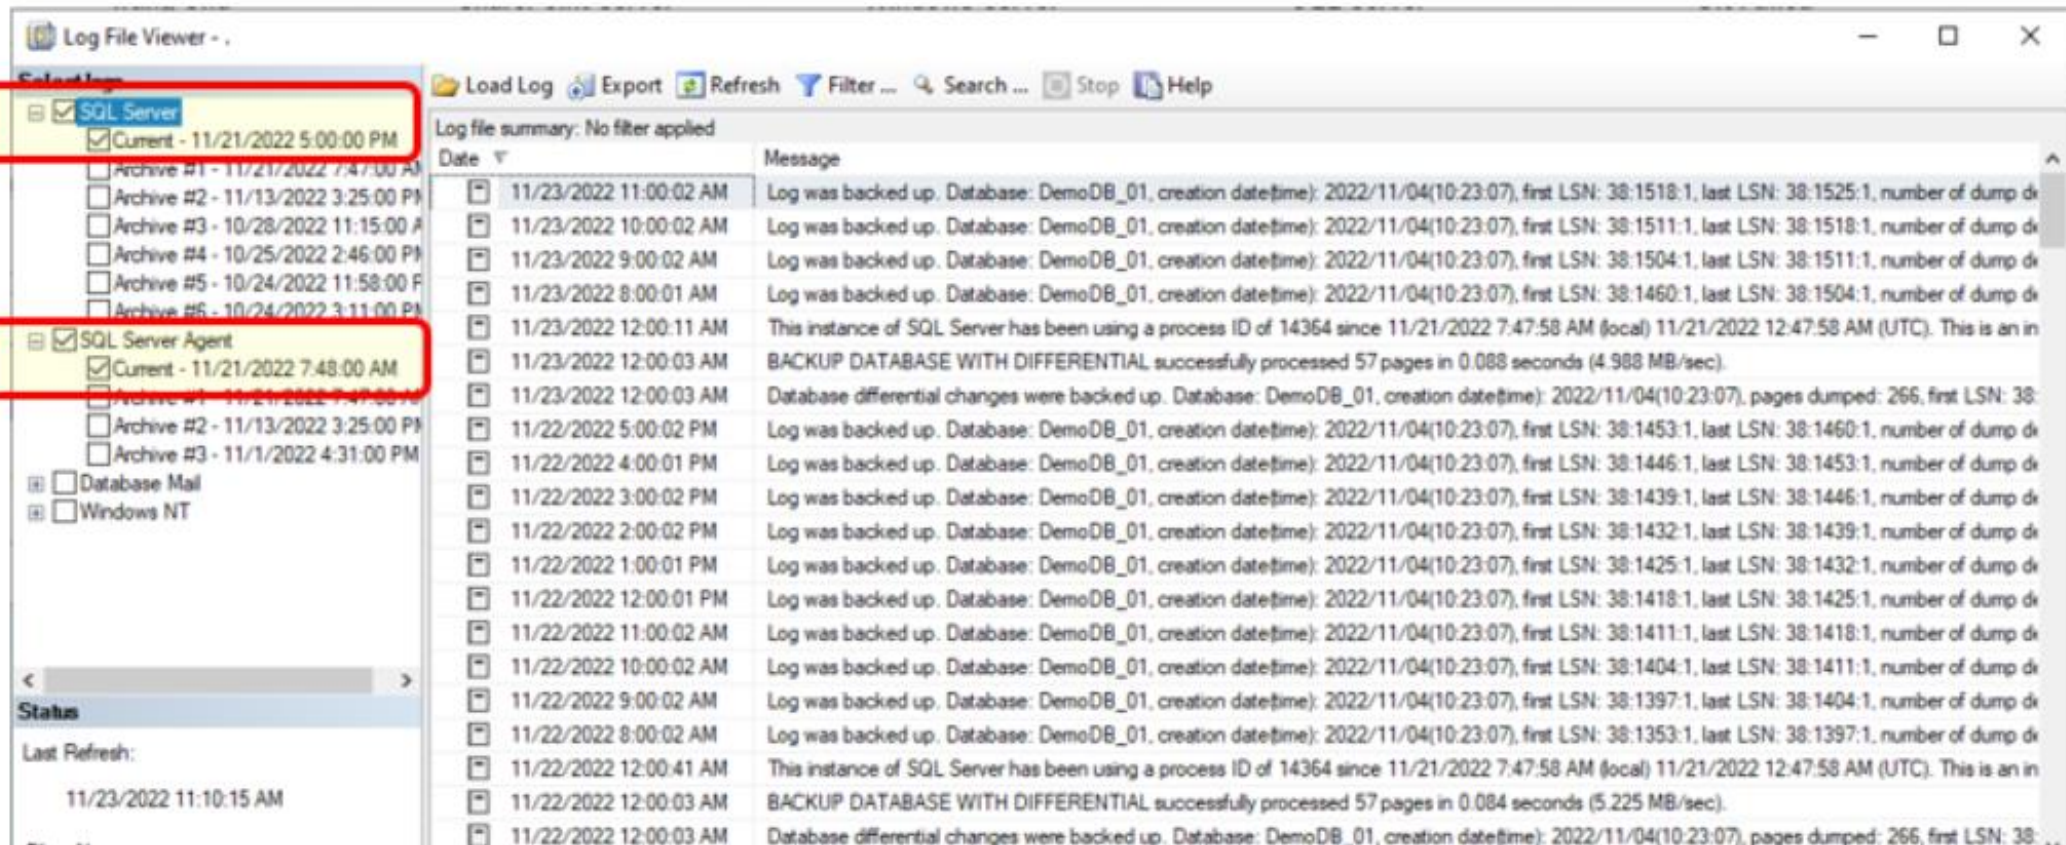 Log File Viewer - .
Select logs
SQL Server
Current - 11/21/2022 5:00:00 PM
Archive #1 - 11/21/2022 7:47:00 AM
Archive #2 - 11/13/2022 3:25:00 PM
Archive #3 - 10/28/2022 11:15:00 A
Archive #4 - 10/25/2022 2:46:00 PM
Archive #5 - 10/24/2022 11:58:00 P
Archive #6 - 10/24/2022 3:11:00 PM
SQL Server Agent
Current - 11/21/2022 7:48:00 AM
Archive #1 - 11/21/2022 7:47:00 AM
Archive #2 - 11/13/2022 3:25:00 PM
Archive #3 - 11/1/2022 4:31:00 PM
Database Mail
Windows NT
Status
Last Refresh:
11/23/2022 11:10:15 AM
Load Log Export Refresh Filter ... Search ... Stop Help
Log file summary: No filter applied
Date Message
11/23/2022 11:00:02 AM Log was backed up. Database: DemoDB_01, creation date(time): 2022/11/04(10:23:07), first LSN: 38:1518:1, last LSN: 38:1525:1, number of dump de
11/23/2022 10:00:02 AM Log was backed up. Database: DemoDB_01, creation date(time): 2022/11/04(10:23:07), first LSN: 38:1511:1, last LSN: 38:1518:1, number of dump de
11/23/2022 9:00:02 AM Log was backed up. Database: DemoDB_01, creation date(time): 2022/11/04(10:23:07), first LSN: 38:1504:1, last LSN: 38:1511:1, number of dump de
11/23/2022 8:00:01 AM Log was backed up. Database: DemoDB_01, creation date(time): 2022/11/04(10:23:07), first LSN: 38:1460:1, last LSN: 38:1504:1, number of dump de
11/23/2022 12:00:11 AM This instance of SQL Server has been using a process ID of 14364 since 11/21/2022 7:47:58 AM (local) 11/21/2022 12:47:58 AM (UTC). This is an in
11/23/2022 12:00:03 AM BACKUP DATABASE WITH DIFFERENTIAL successfully processed 57 pages in 0.088 seconds (4.988 MB/sec).
11/23/2022 12:00:03 AM Database differential changes were backed up. Database: DemoDB_01, creation date(time): 2022/11/04(10:23:07), pages dumped: 266, first LSN: 38:
11/22/2022 5:00:02 PM Log was backed up. Database: DemoDB_01, creation date(time): 2022/11/04(10:23:07), first LSN: 38:1453:1, last LSN: 38:1460:1, number of dump de
11/22/2022 4:00:01 PM Log was backed up. Database: DemoDB_01, creation date(time): 2022/11/04(10:23:07), first LSN: 38:1446:1, last LSN: 38:1453:1, number of dump de
11/22/2022 3:00:02 PM Log was backed up. Database: DemoDB_01, creation date(time): 2022/11/04(10:23:07), first LSN: 38:1439:1, last LSN: 38:1446:1, number of dump de
11/22/2022 2:00:02 PM Log was backed up. Database: DemoDB_01, creation date(time): 2022/11/04(10:23:07), first LSN: 38:1432:1, last LSN: 38:1439:1, number of dump de
11/22/2022 1:00:01 PM Log was backed up. Database: DemoDB_01, creation date(time): 2022/11/04(10:23:07), first LSN: 38:1425:1, last LSN: 38:1432:1, number of dump de
11/22/2022 12:00:01 PM Log was backed up. Database: DemoDB_01, creation date(time): 2022/11/04(10:23:07), first LSN: 38:1418:1, last LSN: 38:1425:1, number of dump de
11/22/2022 11:00:02 AM Log was backed up. Database: DemoDB_01, creation date(time): 2022/11/04(10:23:07), first LSN: 38:1411:1, last LSN: 38:1418:1, number of dump de
11/22/2022 10:00:02 AM Log was backed up. Database: DemoDB_01, creation date(time): 2022/11/04(10:23:07), first LSN: 38:1404:1, last LSN: 38:1411:1, number of dump de
11/22/2022 9:00:02 AM Log was backed up. Database: DemoDB_01, creation date(time): 2022/11/04(10:23:07), first LSN: 38:1397:1, last LSN: 38:1404:1, number of dump de
11/22/2022 8:00:02 AM Log was backed up. Database: DemoDB_01, creation date(time): 2022/11/04(10:23:07), first LSN: 38:1353:1, last LSN: 38:1397:1, number of dump de
11/22/2022 12:00:41 AM This instance of SQL Server has been using a process ID of 14364 since 11/21/2022 7:47:58 AM (local) 11/21/2022 12:47:58 AM (UTC). This is an in
11/22/2022 12:00:03 AM BACKUP DATABASE WITH DIFFERENTIAL successfully processed 57 pages in 0.084 seconds (5.225 MB/sec).
11/22/2022 12:00:03 AM Database differential changes were backed up. Database: DemoDB_01, creation date(time): 2022/11/04(10:23:07), pages dumped: 266, first LSN: 38: